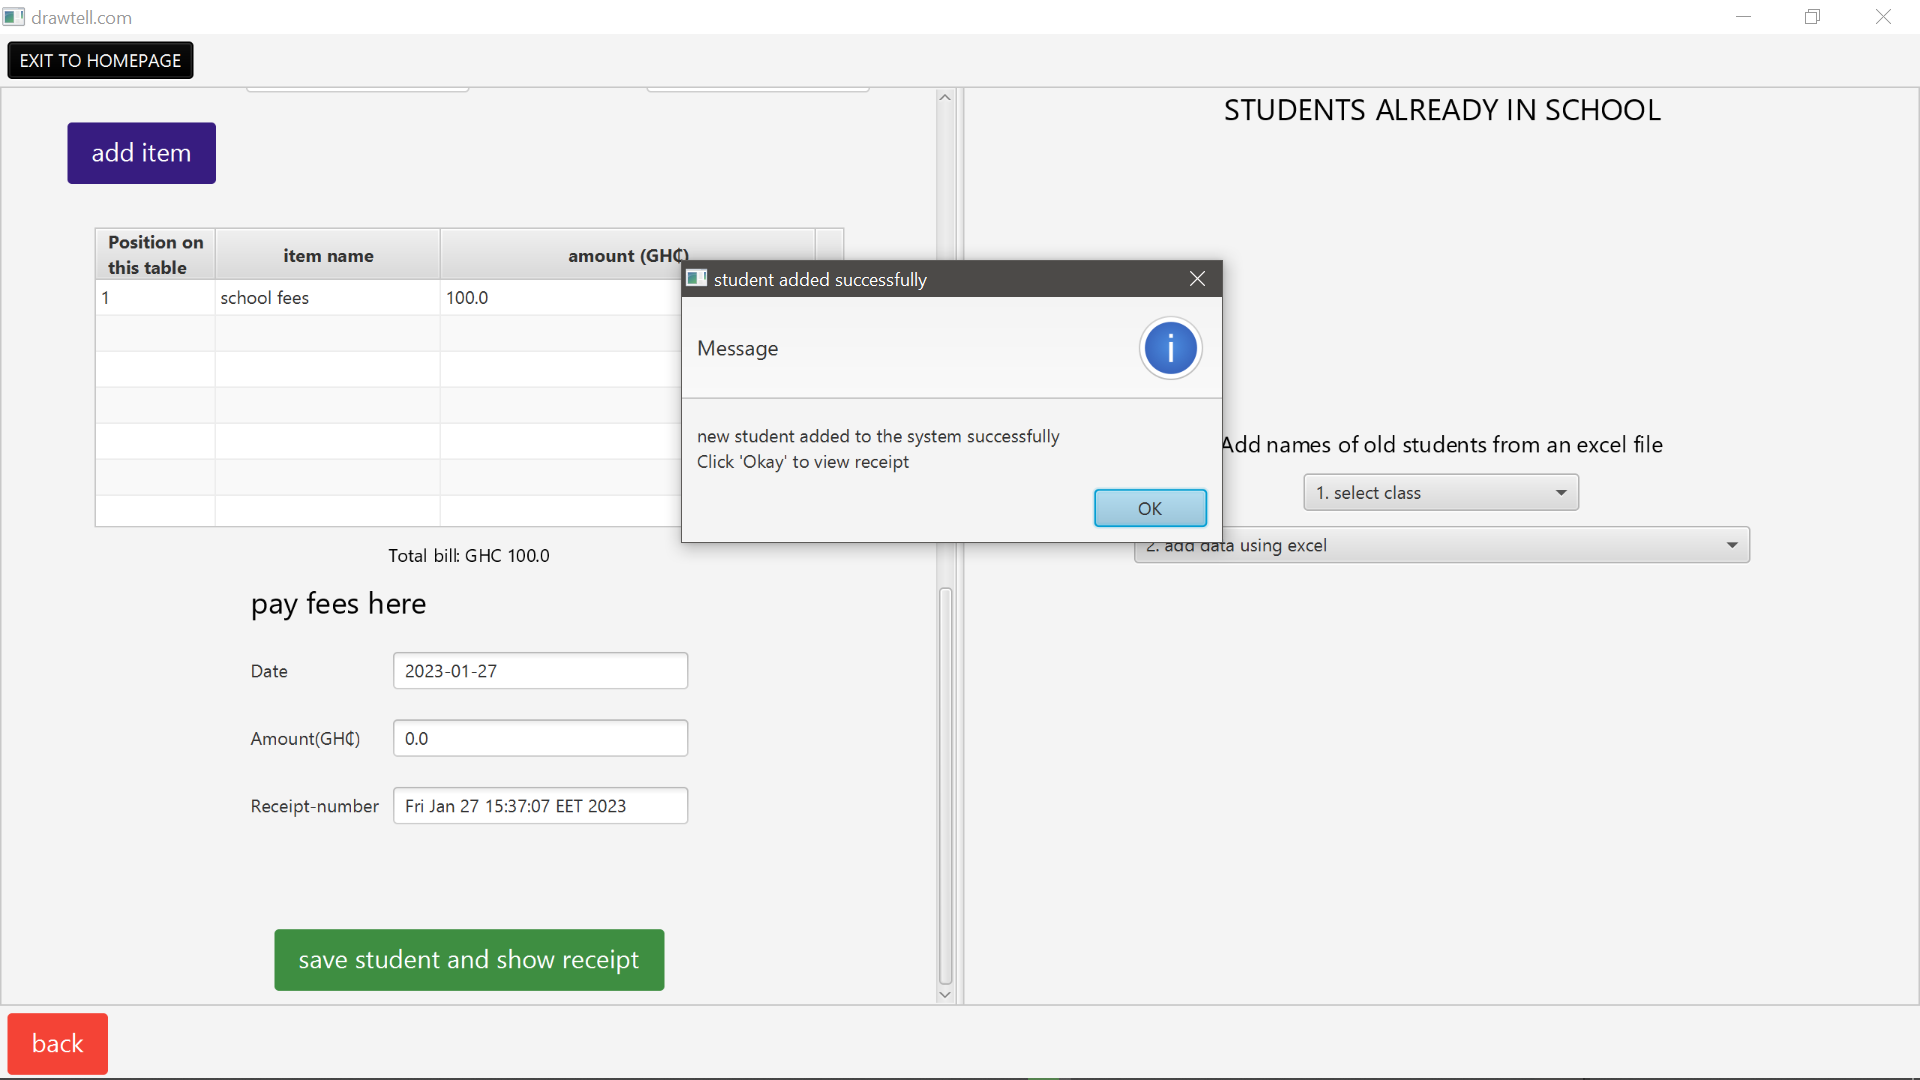 drawtell.com
EXIT TO HOMEPAGE
add item
Position on
this table
item name
amount (GH₵)
1
school fees
100.0
Total bill: GHC 100.0
pay fees here
Date
2023-01-27
Amount(GH₵)
0.0
Receipt-number
Fri Jan 27 15:37:07 EET 2023
save student and show receipt
back
STUDENTS ALREADY IN SCHOOL
Add names of old students from an excel file
1. select class
2. add data using excel
student added successfully
Message
new student added to the system successfully
Click 'Okay' to view receipt
OK